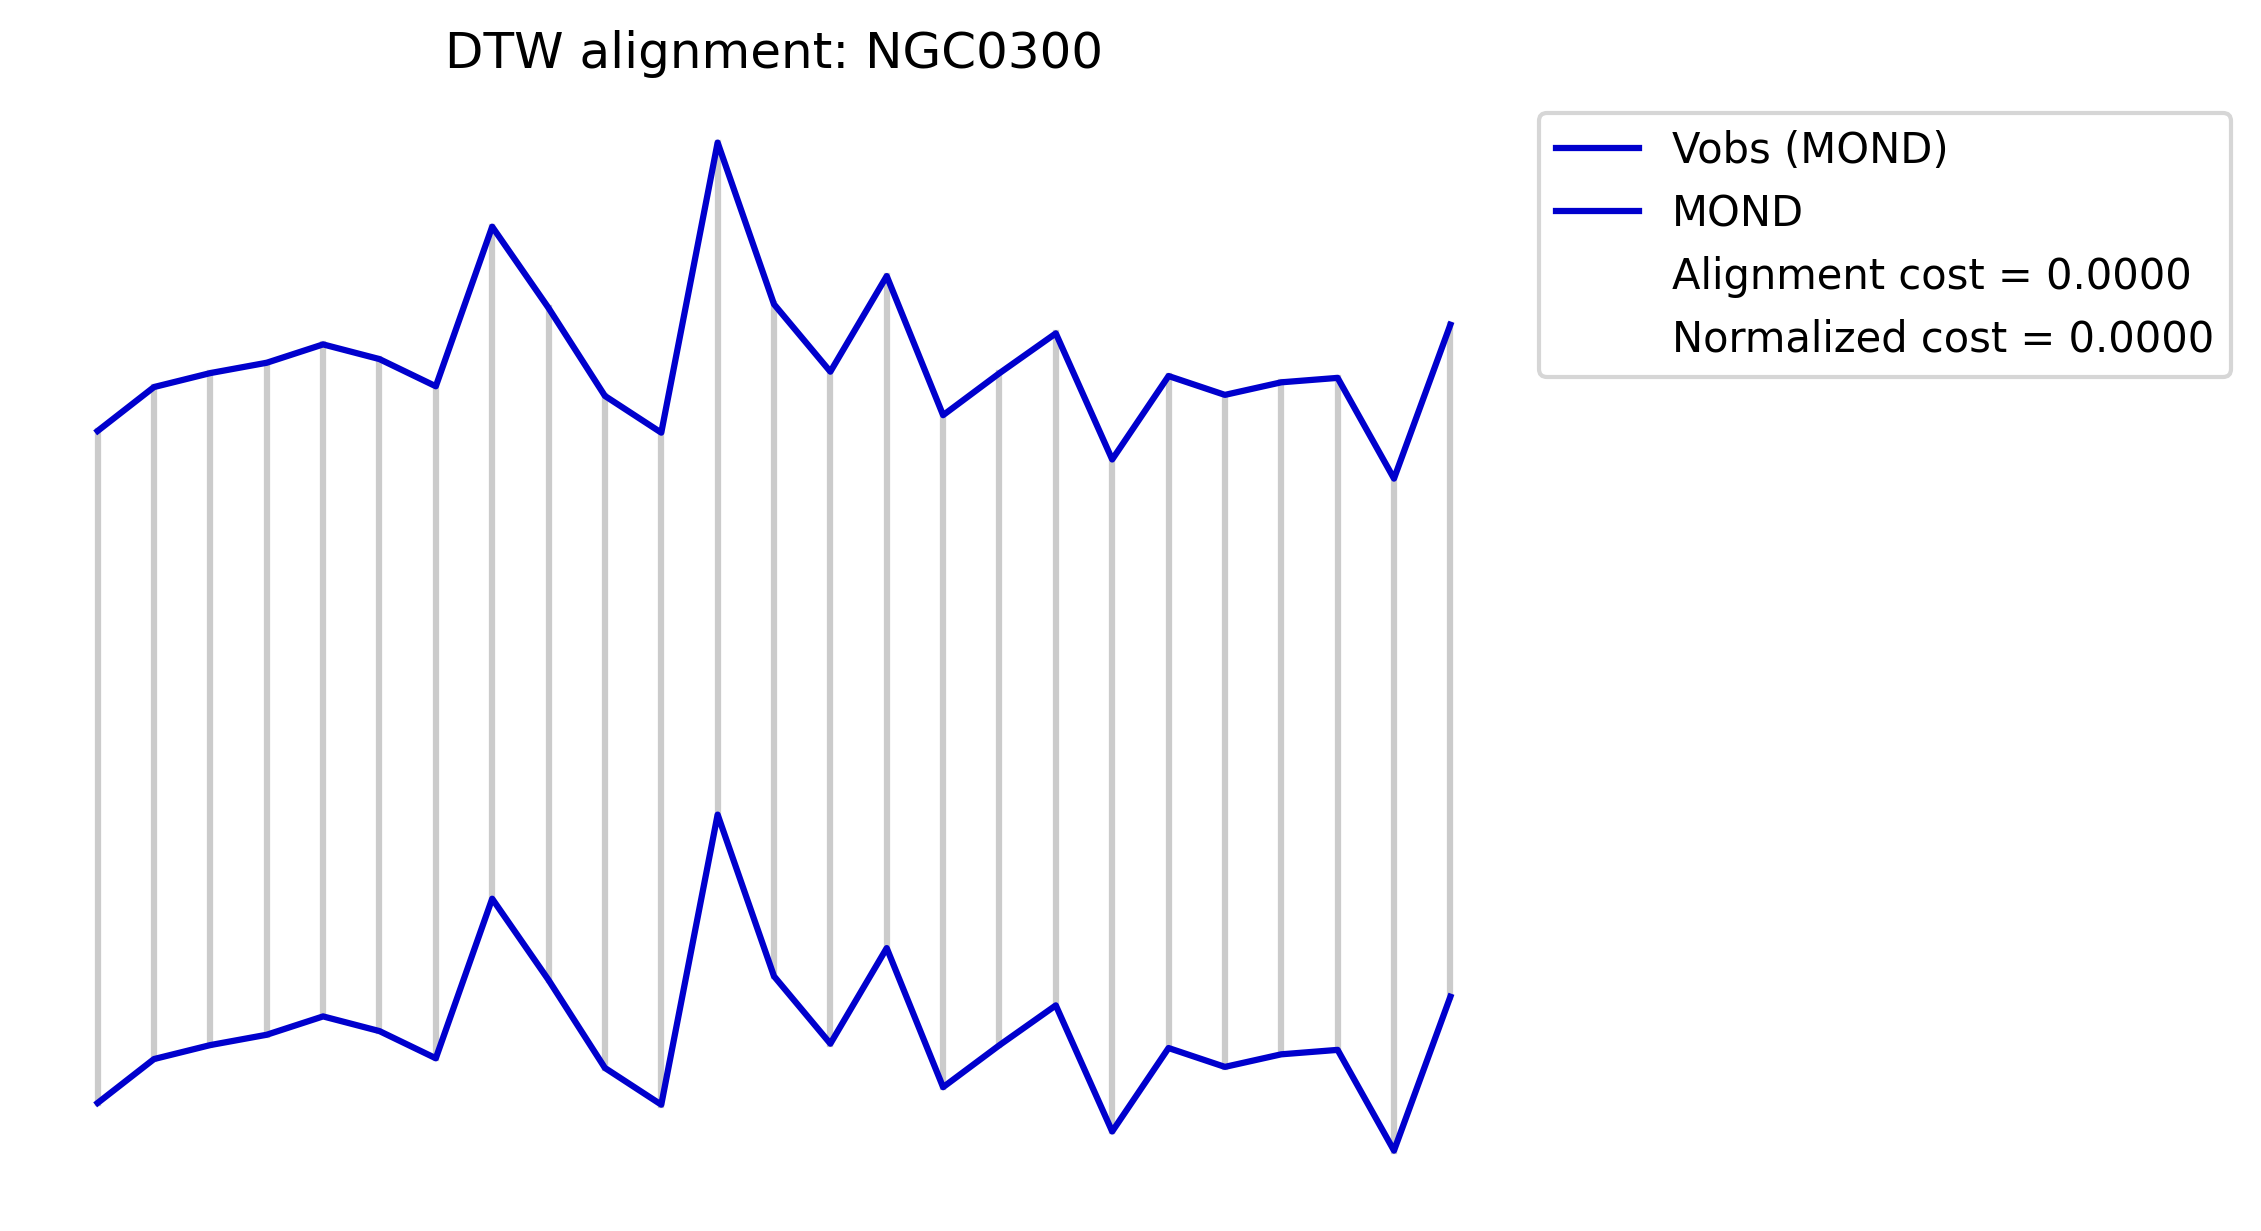 DTW alignment: NGC0300
Vobs (MOND)
MOND
Alignment cost = 0.0000
Normalized cost = 0.0000